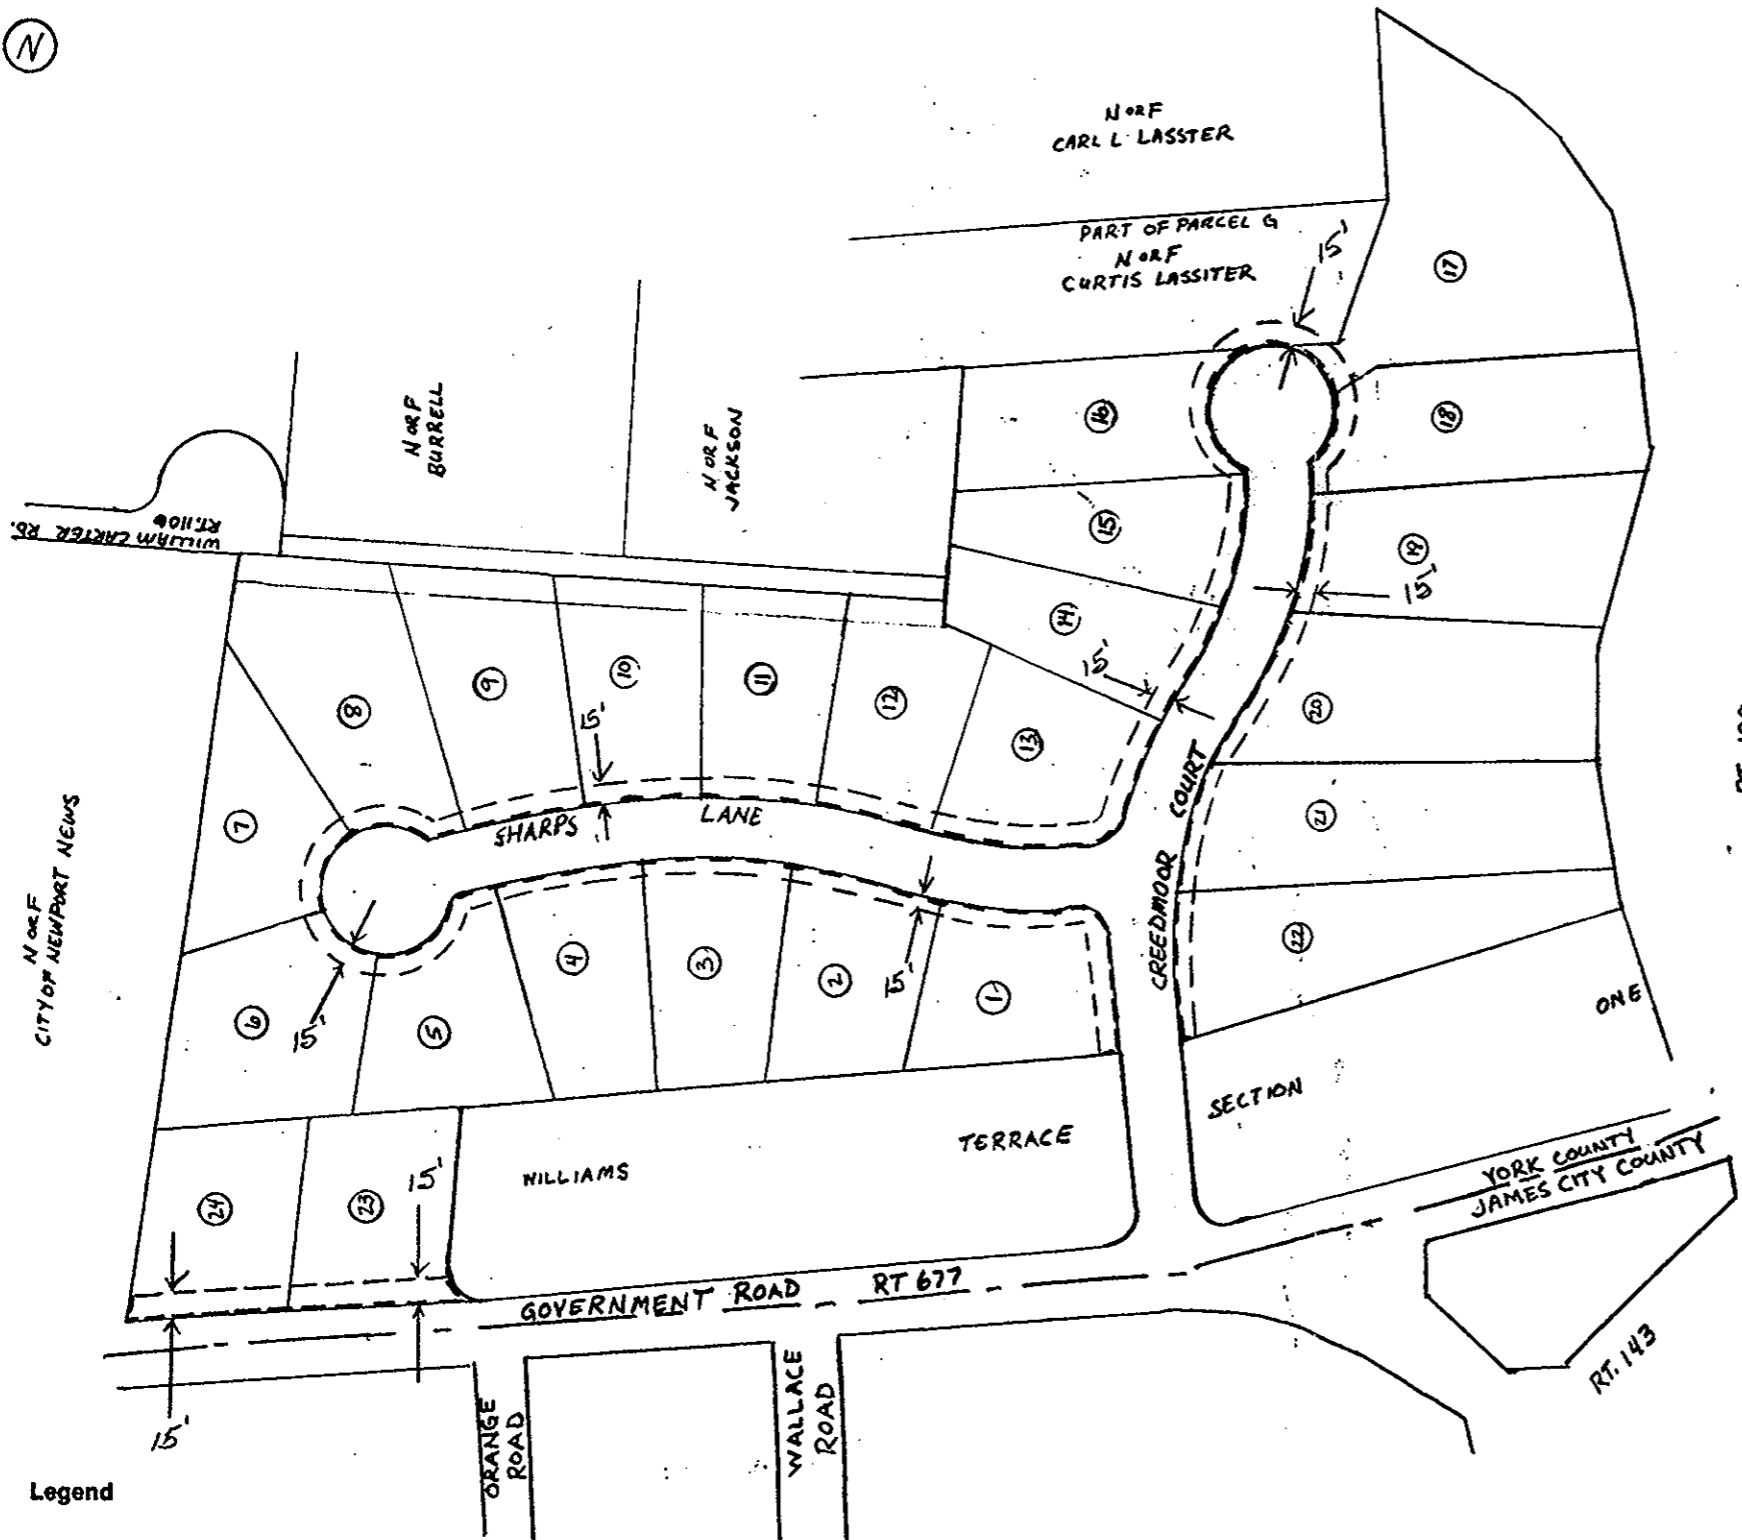 N
N OR F
CARL L. LASSTER
PART OF PARCEL G
N OR F
CURTIS LASSITER
15'
17
N OR F
BURRELL
N OR F
JACKSON
16
18
WILLIAM CARTER RD.
RT. 1106
15
19
15'
14
15'
8
9
10
11
12
13
20
15'
7
SHARPS LANE
CREEDMOOR COURT
21
N OR F
CITY OF NEWPORT NEWS
22
6
15'
5
4
3
2
15'
1
SECTION ONE
WILLIAMS TERRACE
YORK COUNTY
JAMES CITY COUNTY
24
23
15'
GOVERNMENT ROAD RT 677
RT. 143
15'
ORANGE
ROAD
WALLACE
ROAD
Legend